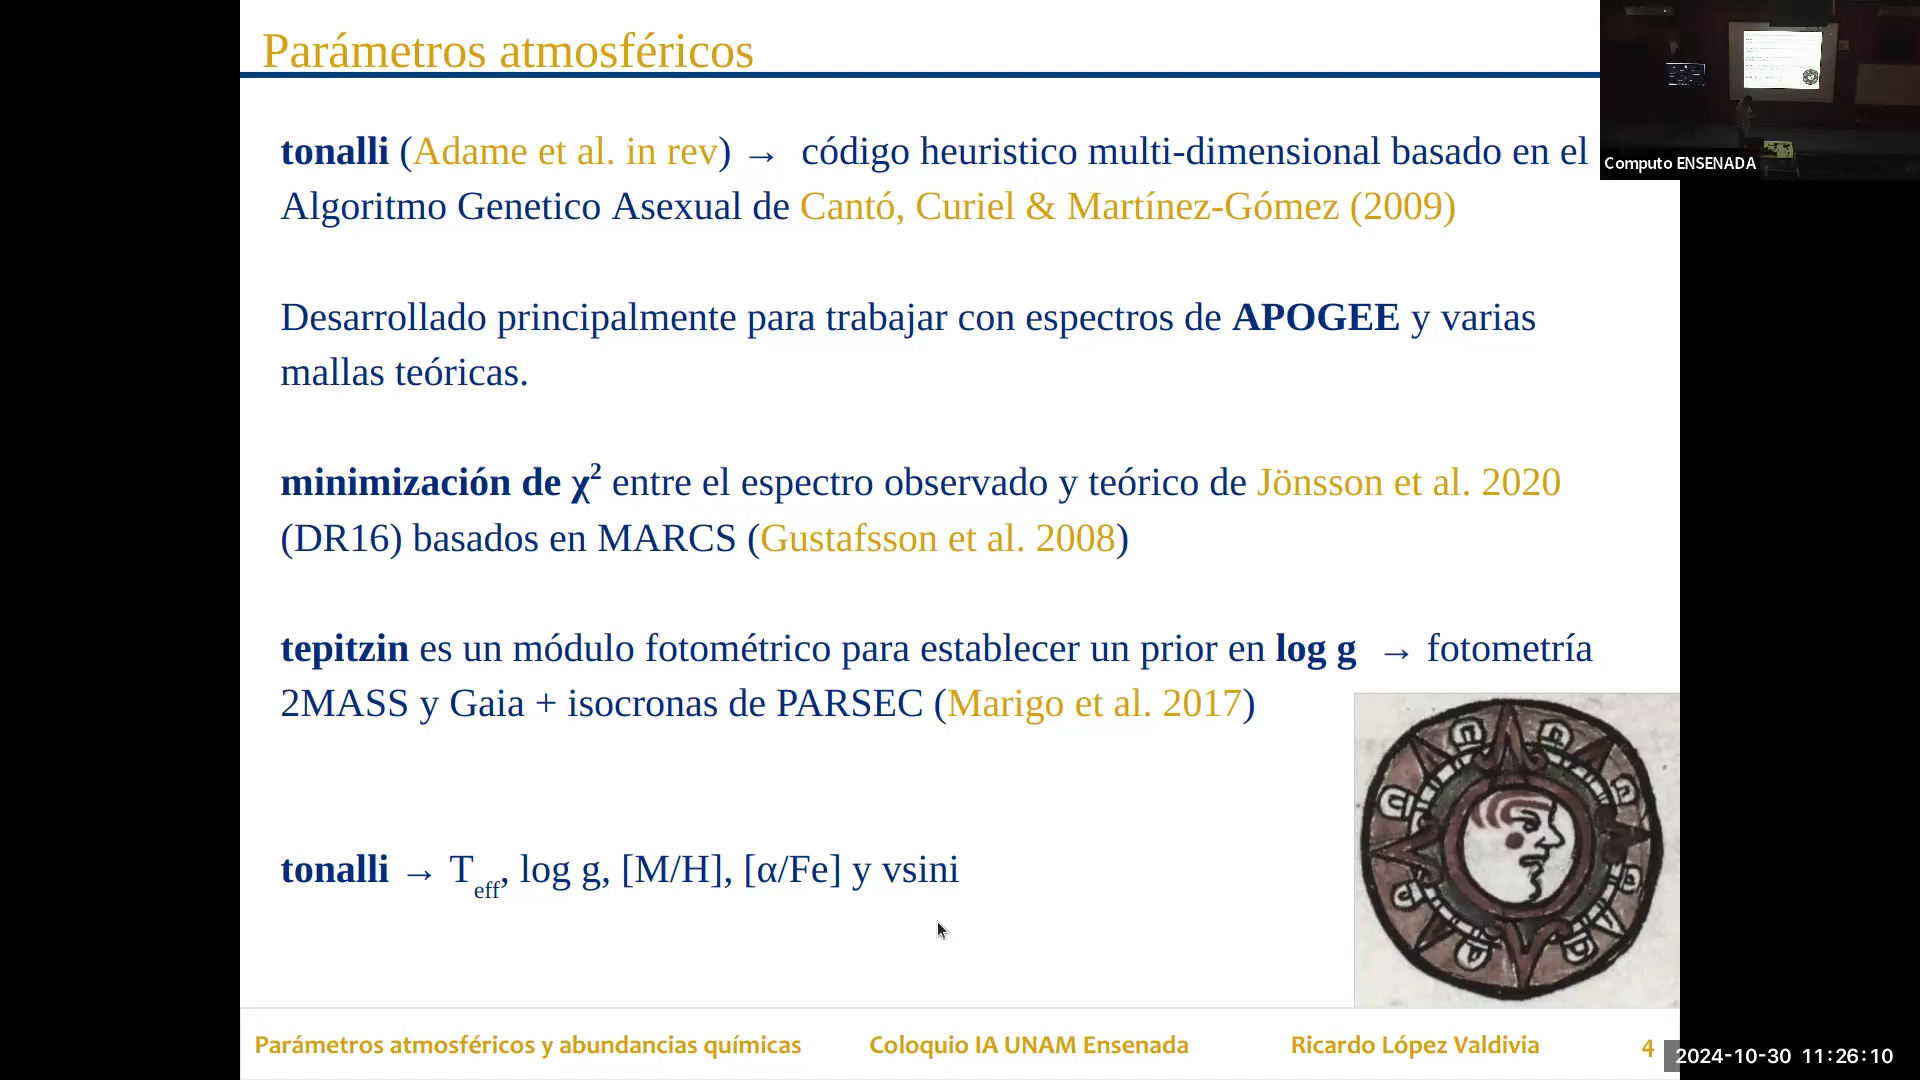 Parámetros atmosféricos
tonalli (Adame et al. in rev) → código heuristico multi-dimensional basado en el
Algoritmo Genetico Asexual de Cantó, Curiel & Martínez-Gómez (2009)
Desarrollado principalmente para trabajar con espectros de APOGEE y varias
mallas teóricas.
minimización de χ² entre el espectro observado y teórico de Jönsson et al. 2020
(DR16) basados en MARCS (Gustafsson et al. 2008)
tepitzin es un módulo fotométrico para establecer un prior en log g → fotometría
2MASS y Gaia + isocronas de PARSEC (Marigo et al. 2017)
tonalli → Teff, log g, [M/H], [α/Fe] y vsini
Parámetros atmosféricos y abundancias químicas
Coloquio IA UNAM Ensenada
Ricardo López Valdivia
4
Computo ENSENADA
2024-10-30 11:26:10